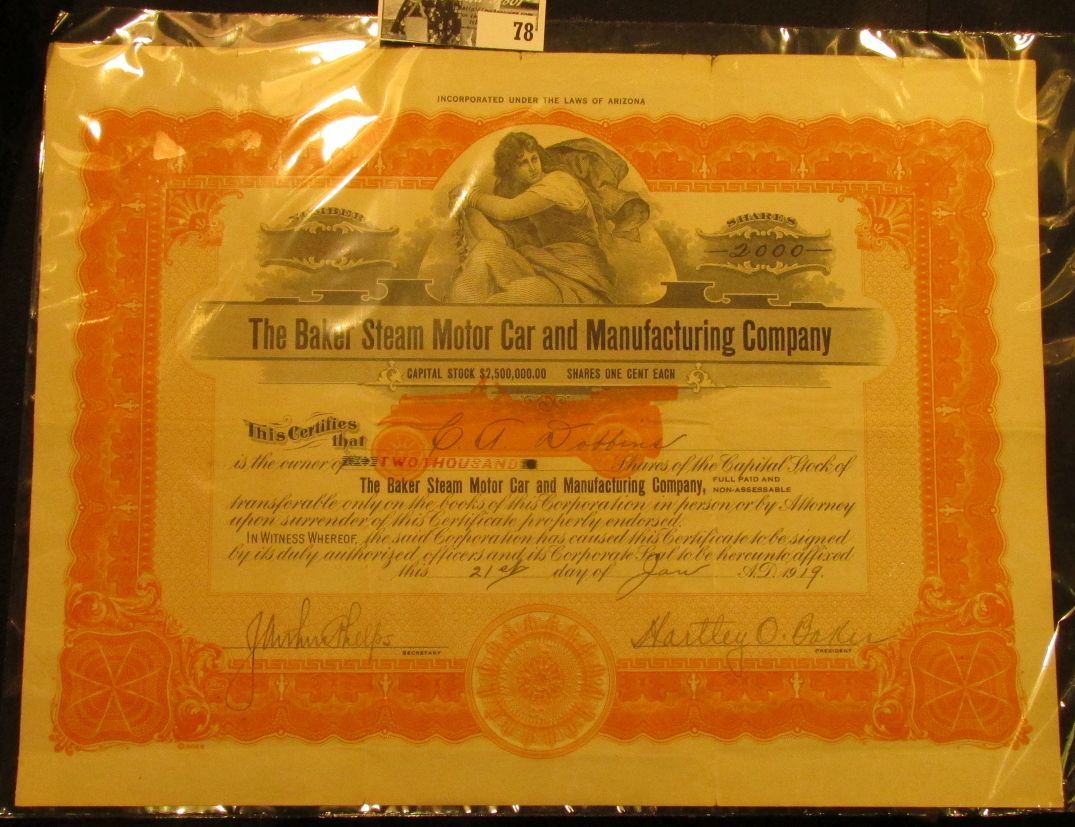 78
INCORPORATED UNDER THE LAWS OF ARIZONA
NUMBER
SHARES
2000
The Baker Steam Motor Car and Manufacturing Company
CAPITAL STOCK $2,500,000.00 SHARES ONE CENT EACH
This Certifies that C A Dobbins
is the owner of TWO THOUSAND Shares of the Capital Stock of
The Baker Steam Motor Car and Manufacturing Company, FULL PAID AND NON-ASSESSABLE
transferable only on the books of this Corporation in person or by Attorney
upon surrender of this Certificate properly endorsed.
IN WITNESS WHEREOF, the said Corporation has caused this Certificate to be signed
by its duly authorized officers and its Corporate Seal to be hereunto affixed
this 21st day of Jan A.D. 1919.
Phelps Hartley O. Baker
SECRETARY PRESIDENT